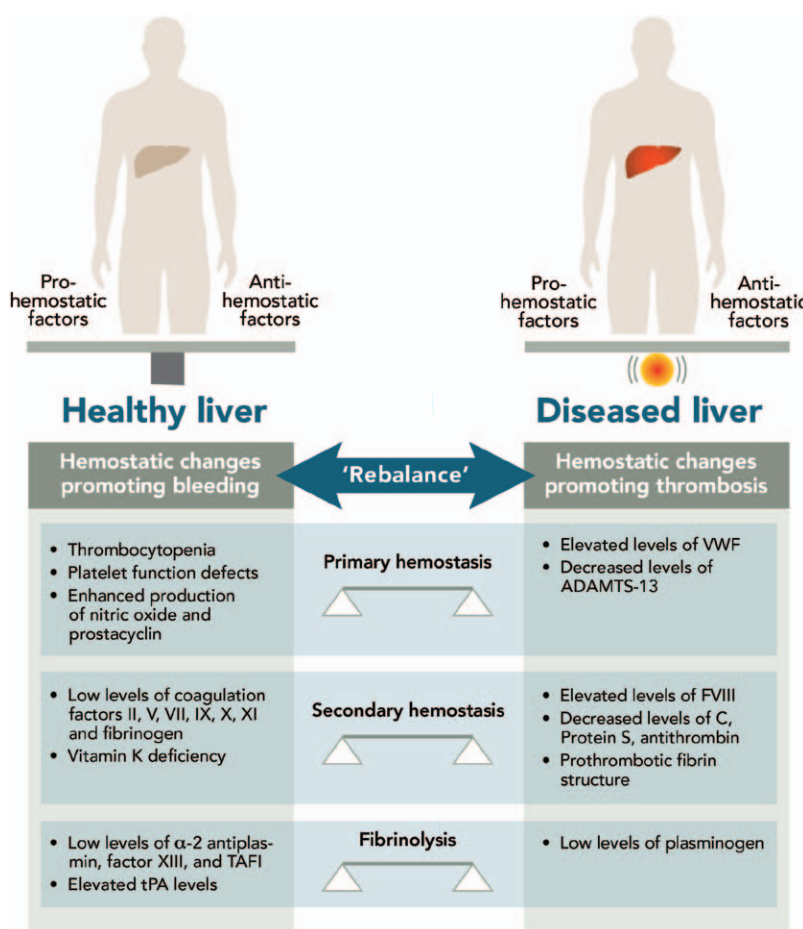 Pro-
hemostatic
factors
Anti-
hemostatic
factors
Pro-
hemostatic
factors
Anti-
hemostatic
factors
Healthy liver
Diseased liver
Hemostatic changes
promoting bleeding
'Rebalance'
Hemostatic changes
promoting thrombosis
• Thrombocytopenia
• Platelet function defects
• Enhanced production
of nitric oxide and
prostacyclin
Primary hemostasis
• Elevated levels of VWF
• Decreased levels of
ADAMTS-13
• Low levels of coagulation
factors II, V, VII, IX, X, XI
and fibrinogen
• Vitamin K deficiency
Secondary hemostasis
• Elevated levels of FVIII
• Decreased levels of C,
Protein S, antithrombin
• Prothrombotic fibrin
structure
• Low levels of α-2 antiplas-
min, factor XIII, and TAFI
• Elevated tPA levels
Fibrinolysis
• Low levels of plasminogen